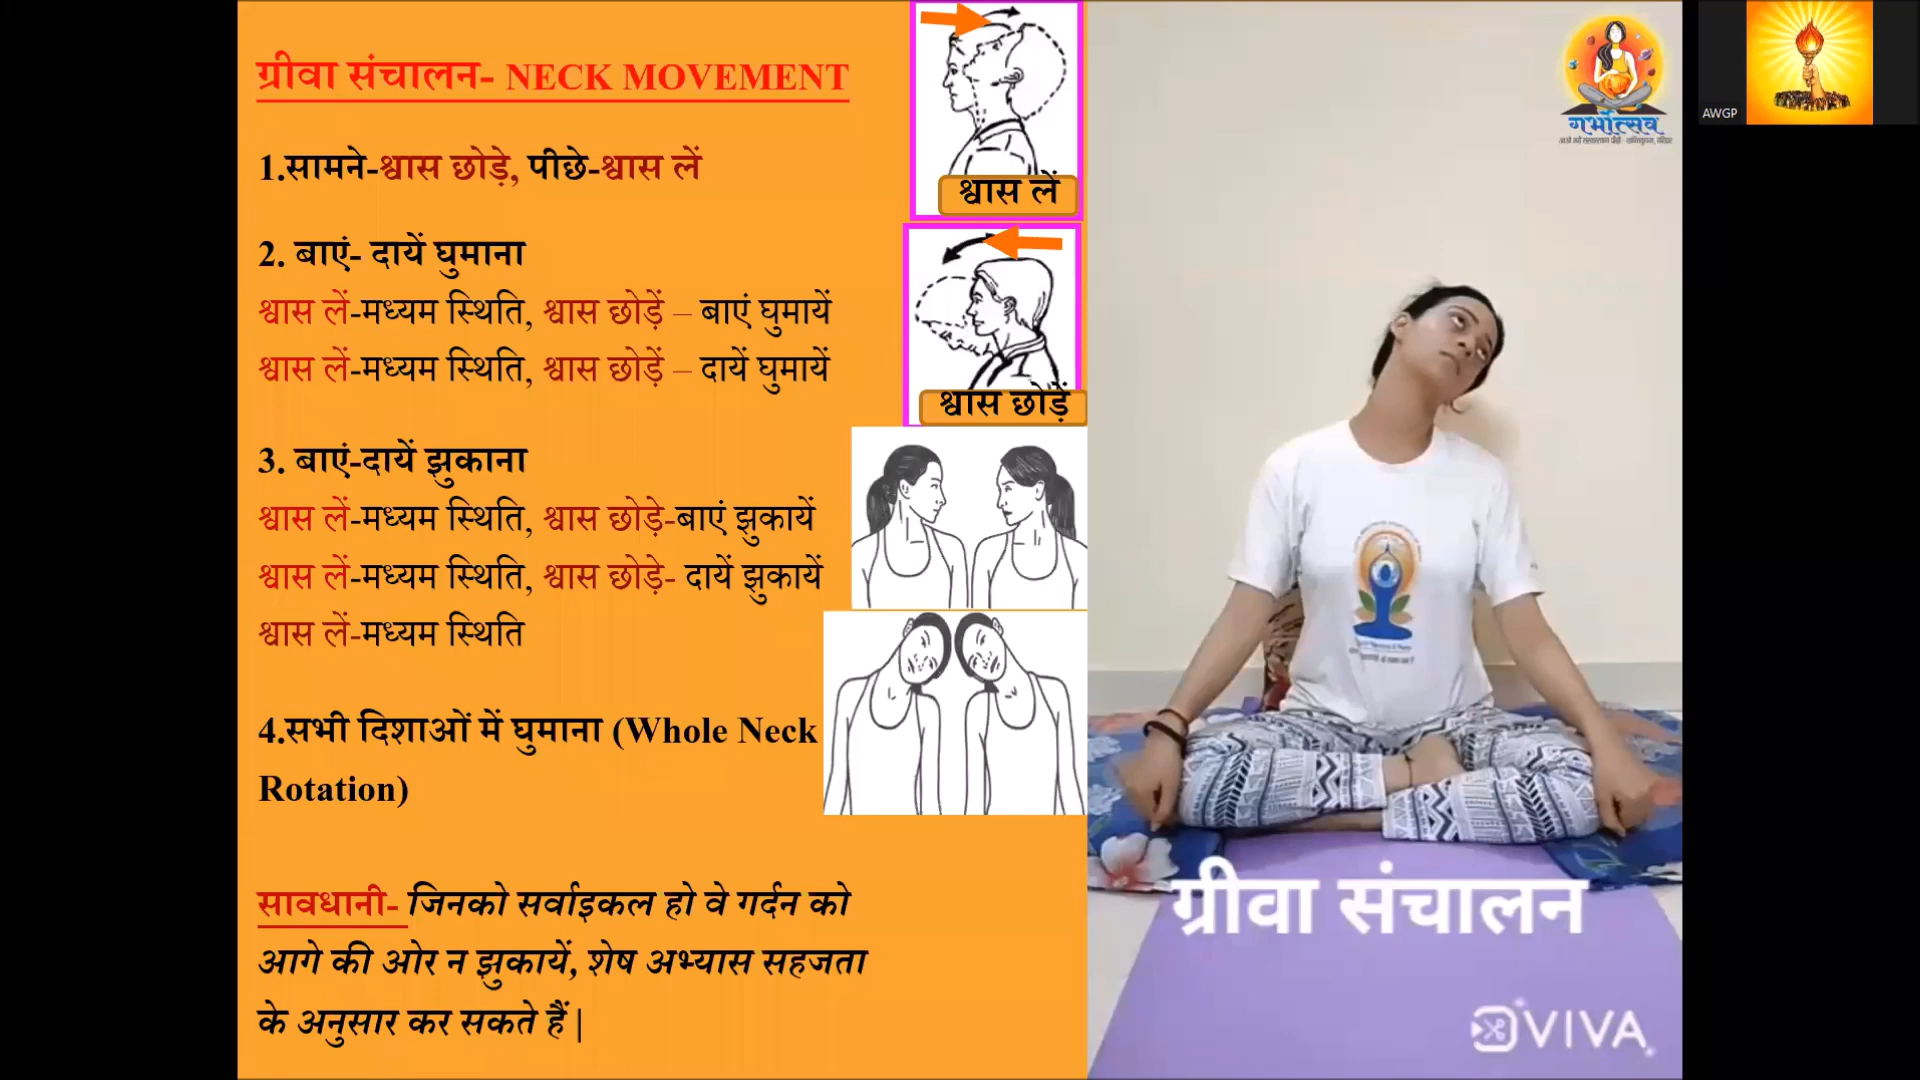 ग्रीवा संचालन- NECK MOVEMENT
1.सामने-श्वास छोड़े, पीछे-श्वास लें
2. बाएं- दायें घुमाना
श्वास लें-मध्यम स्थिति, श्वास छोड़ें – बाएं घुमायें
श्वास लें-मध्यम स्थिति, श्वास छोड़ें – दायें घुमायें
3. बाएं-दायें झुकाना
श्वास लें-मध्यम स्थिति, श्वास छोड़े-बाएं झुकायें
श्वास लें-मध्यम स्थिति, श्वास छोड़े- दायें झुकायें
श्वास लें-मध्यम स्थिति
4.सभी दिशाओं में घुमाना (Whole Neck
Rotation)
सावधानी- जिनको सर्वाइकल हो वे गर्दन को
आगे की ओर न झुकायें, शेष अभ्यास सहजता
के अनुसार कर सकते हैं |
श्वास लें
श्वास छोड़ें
गर्भोत्सव
ग्रीवा संचालन
VIVA
AWGP